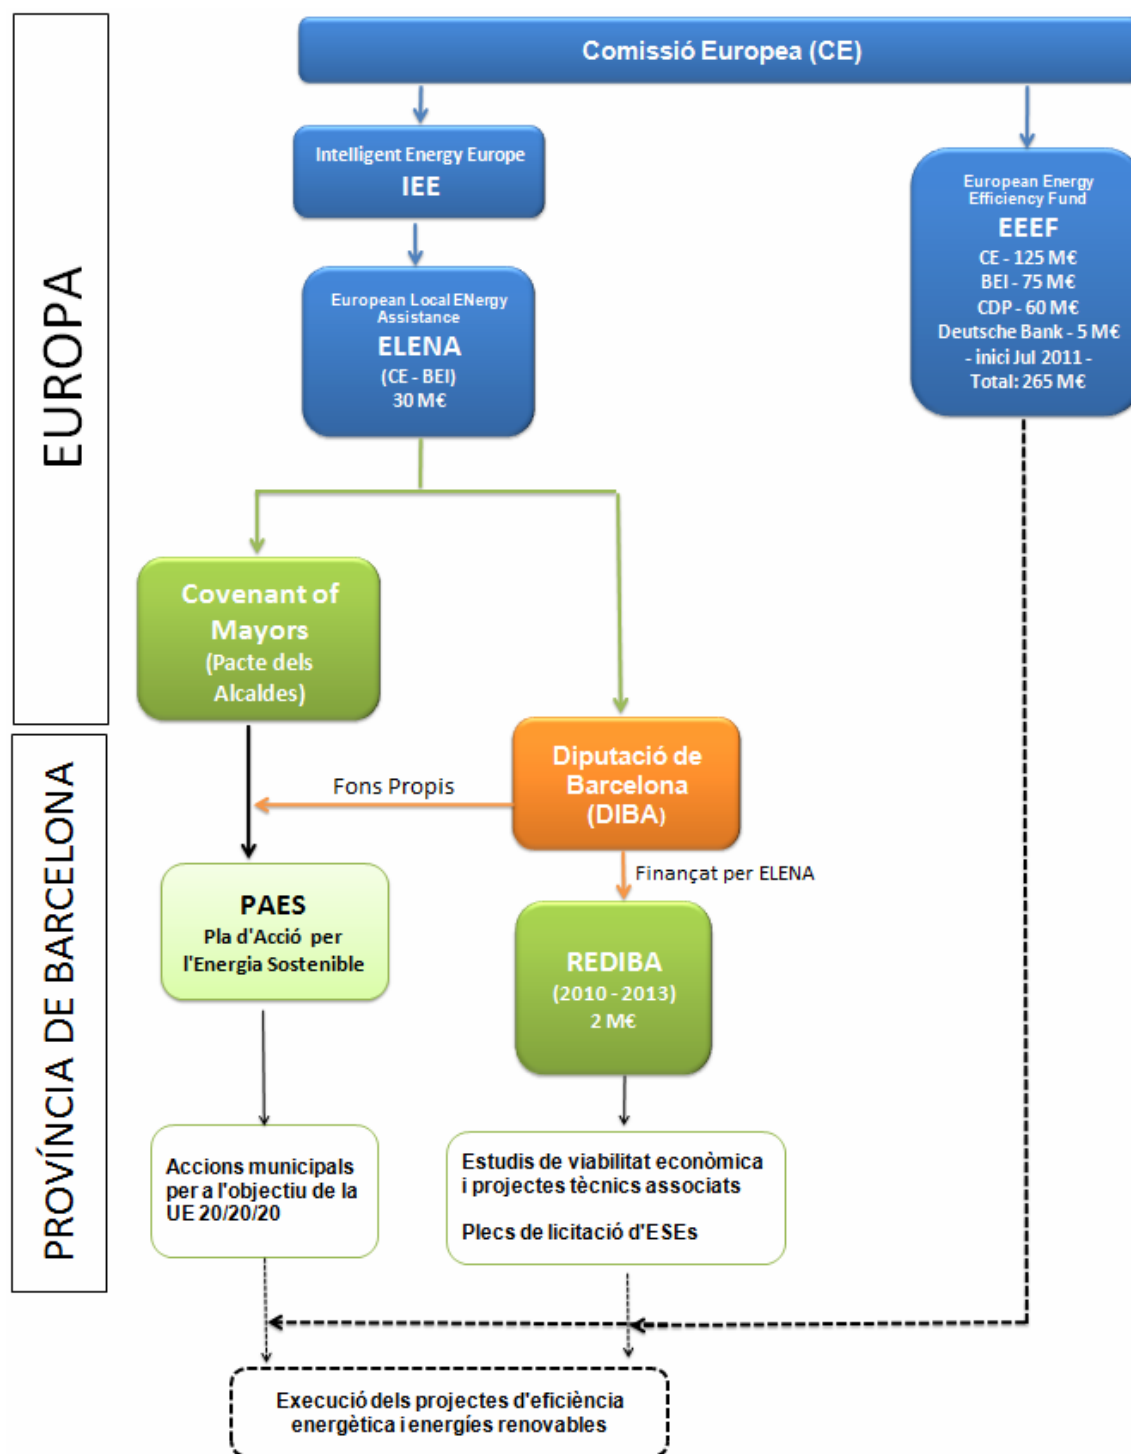 Comissió Europea (CE)
Intelligent Energy Europe
IEE
European Energy
Efficiency Fund
EEEF
CE - 125 M€
BEI - 75 M€
CDP - 60 M€
Deutsche Bank - 5 M€
- inici Jul 2011 -
Total: 265 M€
European Local ENergy
Assistance
ELENA
(CE - BEI)
30 M€
EUROPA
Covenant of
Mayors
(Pacte dels
Alcaldes)
Diputació de
Barcelona
(DIBA)
Fons Propis
Finançat per ELENA
PROVÍNCIA DE BARCELONA
PAES
Pla d'Acció per
l'Energia Sostenible
REDIBA
(2010 - 2013)
2 M€
Accions municipals
per a l'objectiu de la
UE 20/20/20
Estudis de viabilitat econòmica
i projectes tècnics associats
Plecs de licitació d'ESEs
Execució dels projectes d'eficiència
energètica i energíes renovables